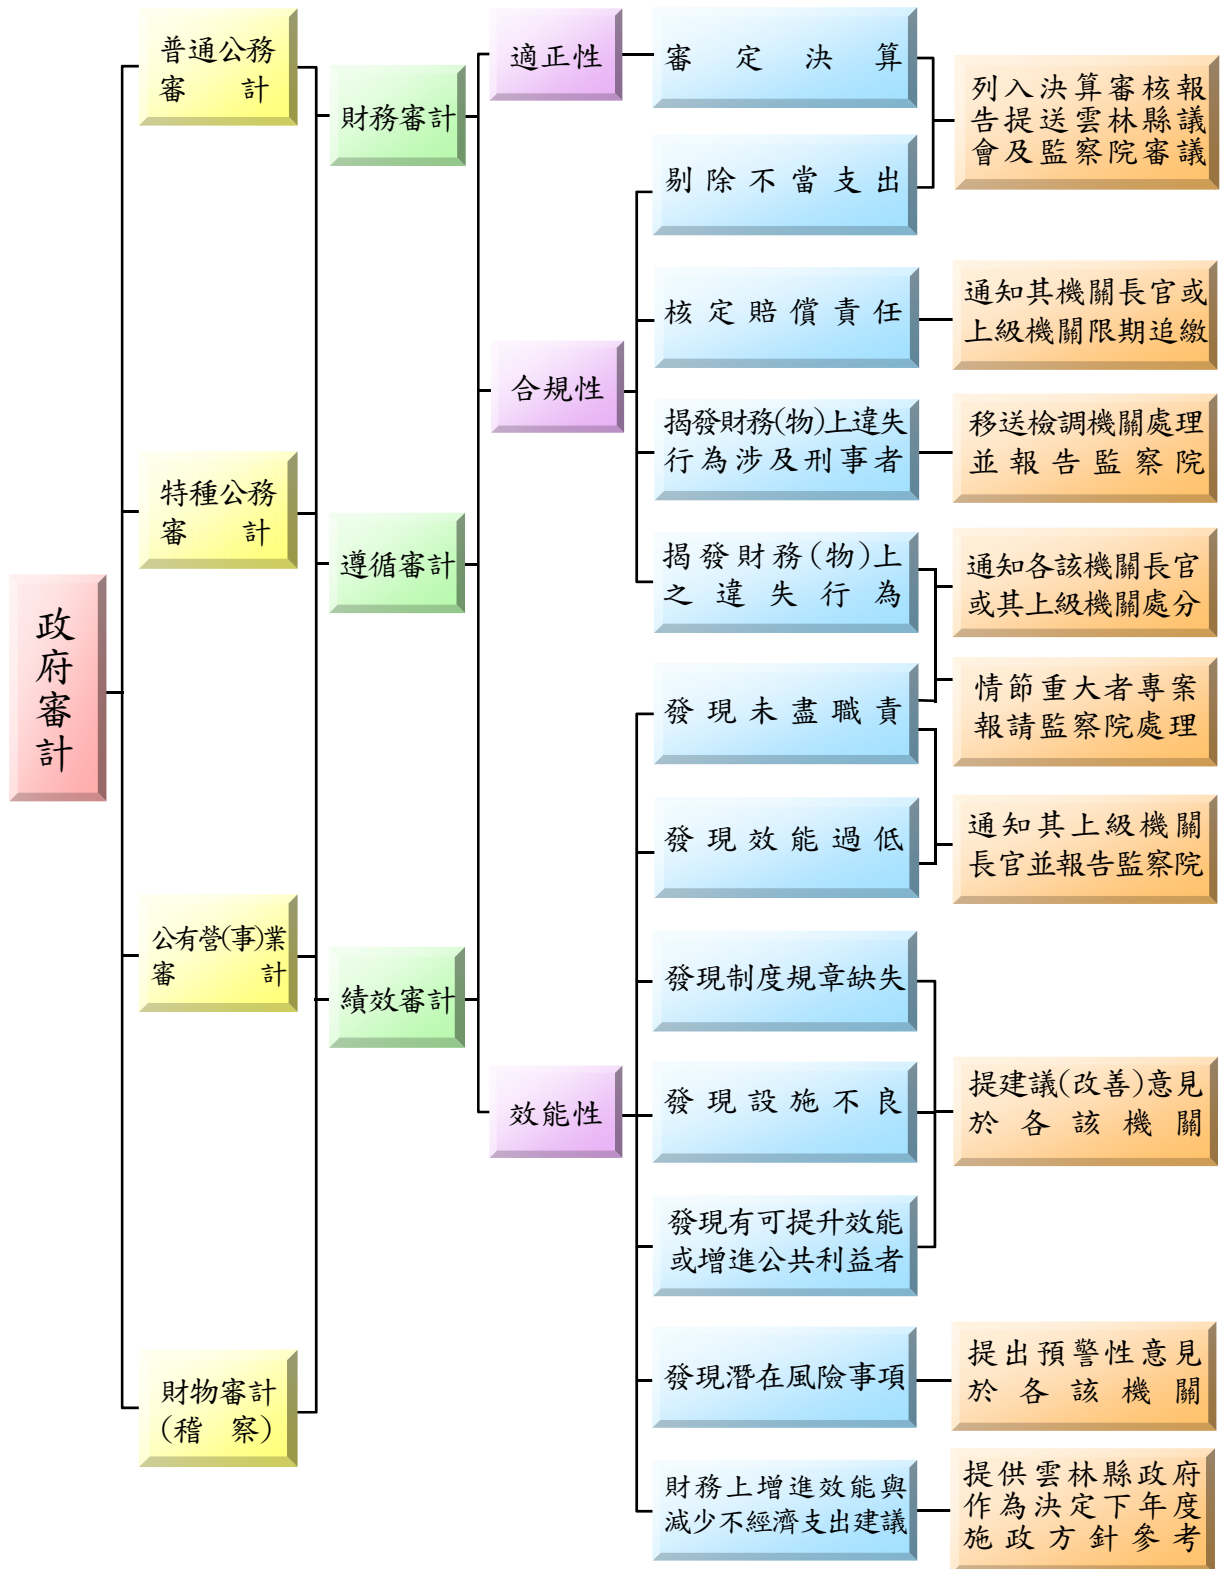 政府審計
普通公務
審計
特種公務
審計
公有營(事)業
審計
財物審計
(稽察)
財務審計
遵循審計
績效審計
適正性
合規性
效能性
審定決算
剔除不當支出
核定賠償責任
揭發財務(物)上違失
行為涉及刑事者
揭發財務(物)上
之違失行為
發現未盡職責
發現效能過低
發現制度規章缺失
發現設施不良
發現有可提升效能
或增進公共利益者
發現潛在風險事項
財務上增進效能與
減少不經濟支出建議
列入決算審核報
告提送雲林縣議
會及監察院審議
通知其機關長官或
上級機關限期追繳
移送檢調機關處理
並報告監察院
通知各該機關長官
或其上級機關處分
情節重大者專案
報請監察院處理
通知其上級機關
長官並報告監察院
提建議(改善)意見
於各該機關
提出預警性意見
於各該機關
提供雲林縣政府
作為決定下年度
施政方針參考